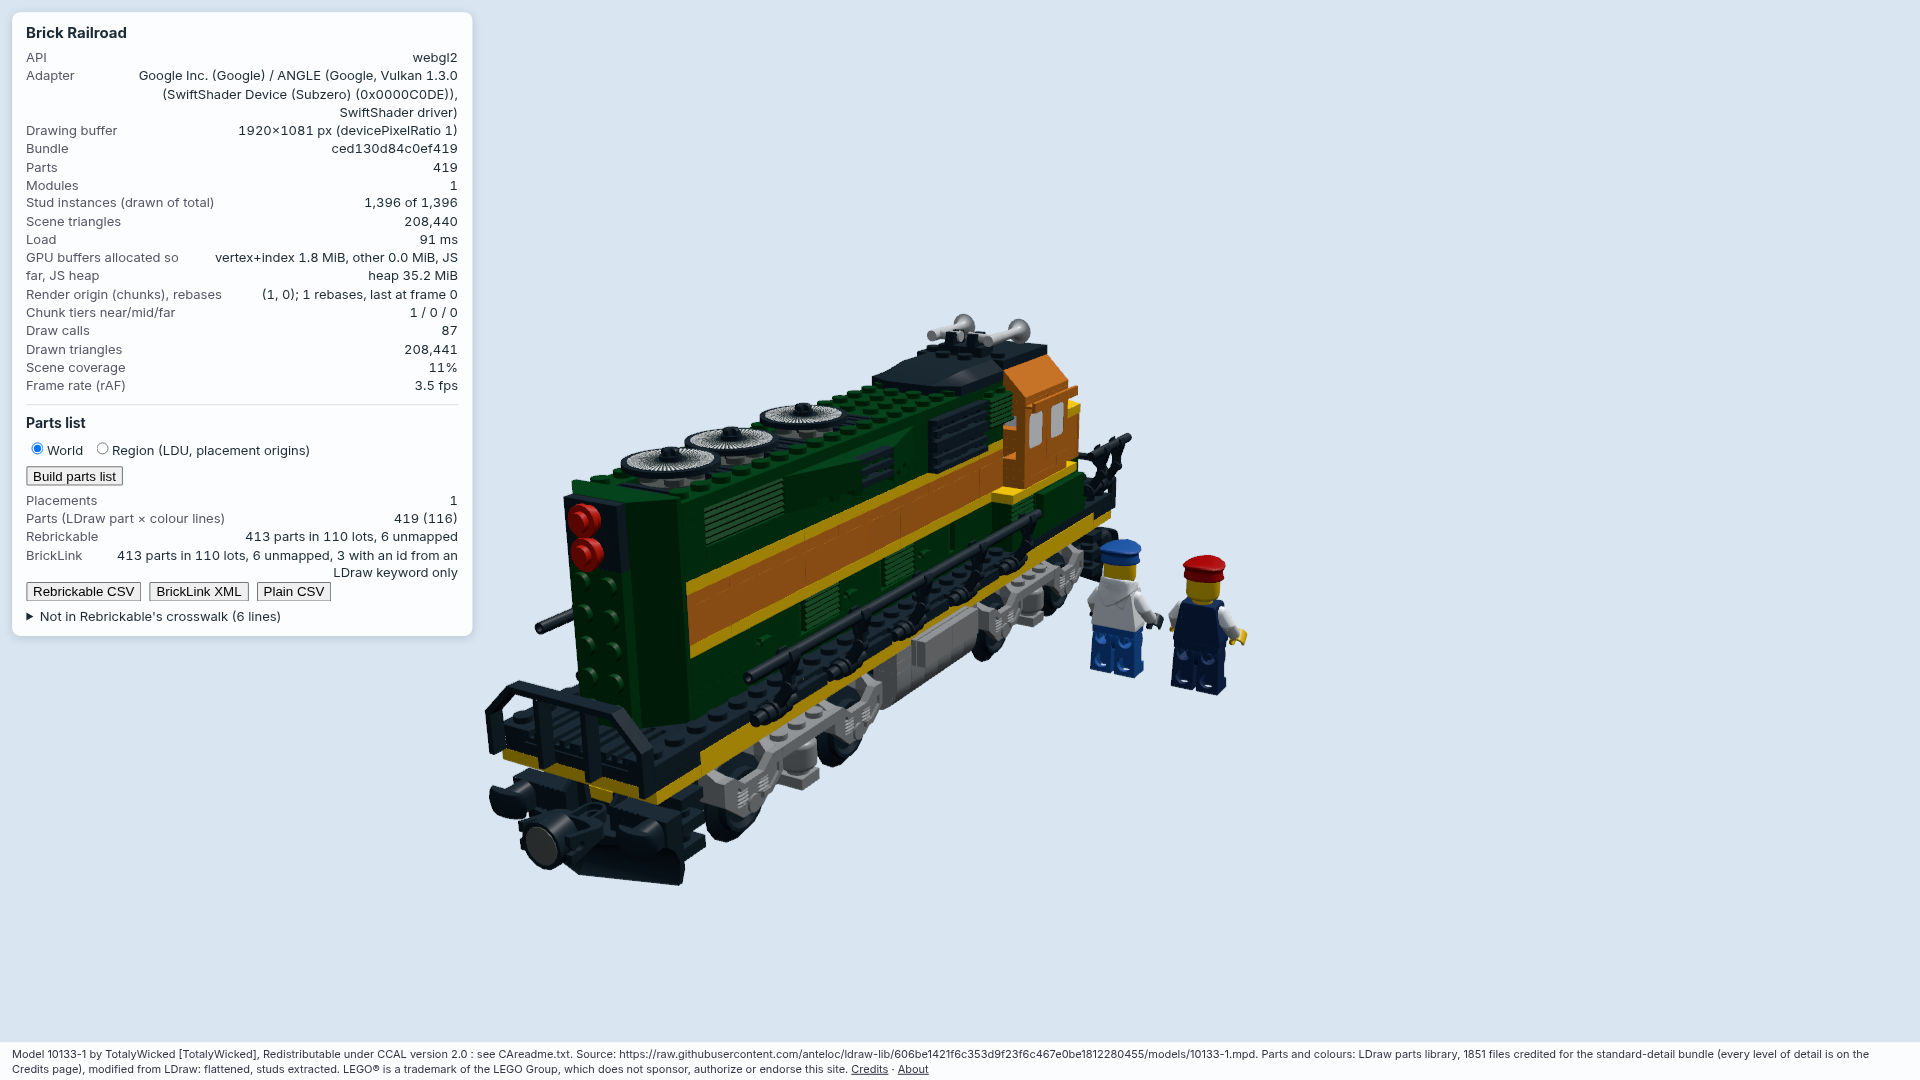 Brick Railroad
API webgl2
Adapter Google Inc. (Google) / ANGLE (Google, Vulkan 1.3.0
(SwiftShader Device (Subzero) (0x0000C0DE)),
SwiftShader driver)
Drawing buffer 1920×1081 px (devicePixelRatio 1)
Bundle ced130d84c0ef419
Parts 419
Modules 1
Stud instances (drawn of total) 1,396 of 1,396
Scene triangles 208,440
Load 91 ms
GPU buffers allocated so vertex+index 1.8 MiB, other 0.0 MiB, JS
far, JS heap heap 35.2 MiB
Render origin (chunks), rebases (1, 0); 1 rebases, last at frame 0
Chunk tiers near/mid/far 1 / 0 / 0
Draw calls 87
Drawn triangles 208,441
Scene coverage 11%
Frame rate (rAF) 3.5 fps
Parts list
World Region (LDU, placement origins)
Build parts list
Placements 1
Parts (LDraw part × colour lines) 419 (116)
Rebrickable 413 parts in 110 lots, 6 unmapped
BrickLink 413 parts in 110 lots, 6 unmapped, 3 with an id from an
LDraw keyword only
Rebrickable CSV BrickLink XML Plain CSV
▶ Not in Rebrickable's crosswalk (6 lines)
Model 10133-1 by TotalyWicked [TotalyWicked], Redistributable under CCAL version 2.0 : see CAreadme.txt. Source: https://raw.githubusercontent.com/anteloc/ldraw-lib/606be1421f6c353d9f23f6c467e0be1812280455/models/10133-1.mpd. Parts and colours: LDraw parts library, 1851 files credited for the standard-detail bundle (every level of detail is on the
Credits page), modified from LDraw: flattened, studs extracted. LEGO® is a trademark of the LEGO Group, which does not sponsor, authorize or endorse this site. Credits · About